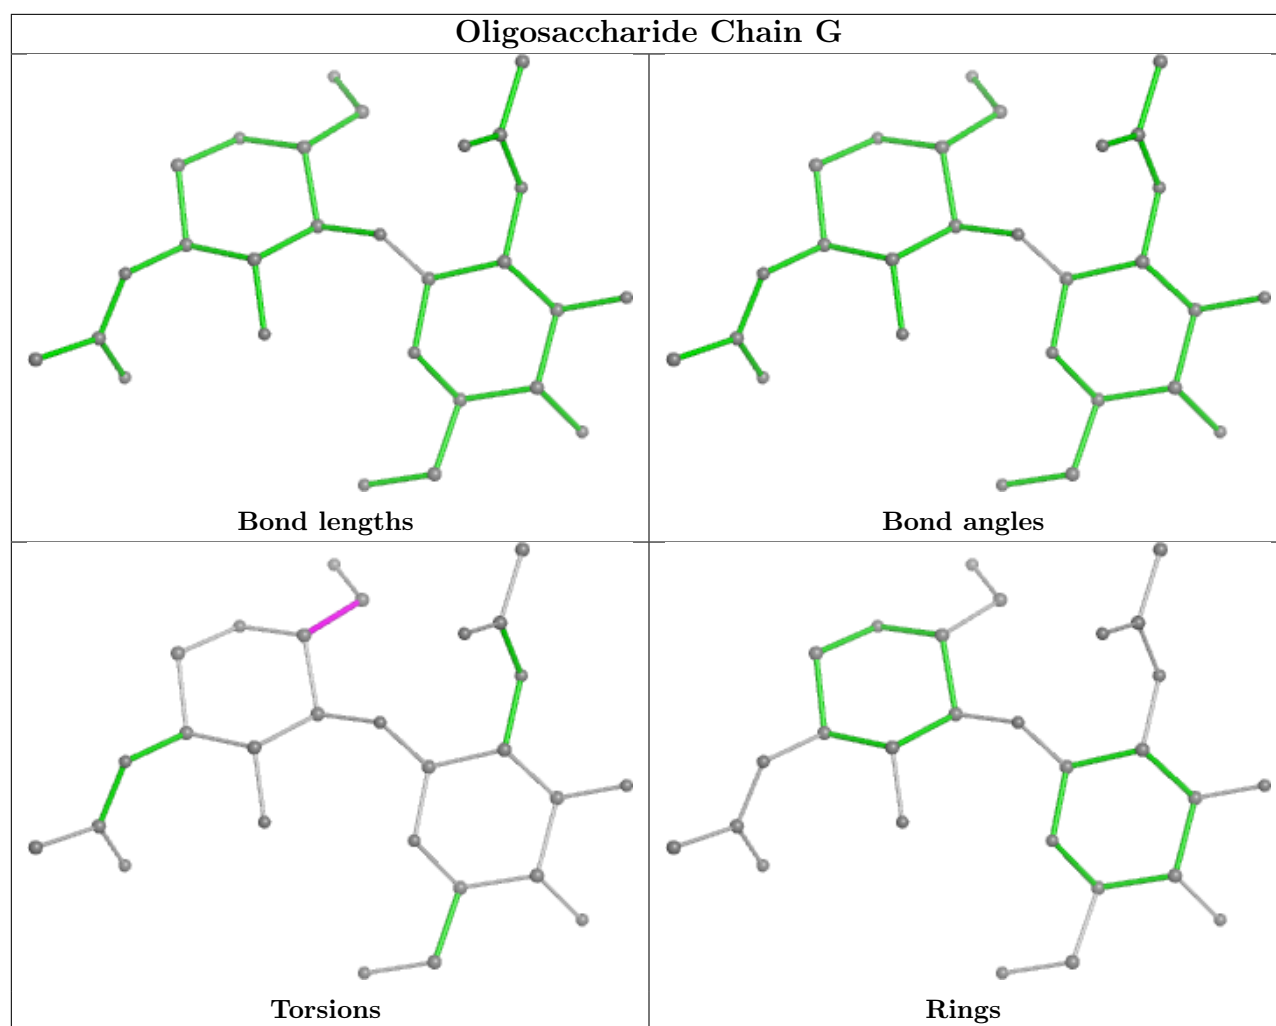 Oligosaccharide Chain G
Bond lengths
Bond angles
Torsions
Rings